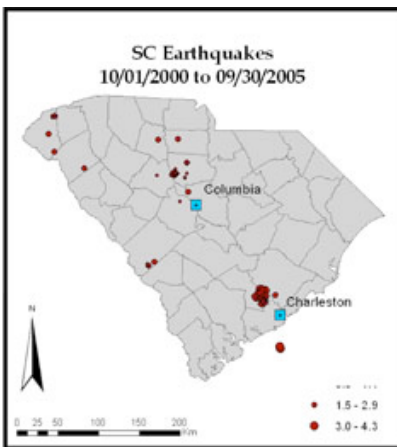 SC Earthquakes
10/01/2000 to 09/30/2005
Columbia
Charleston
N
1.5 - 2.9
3.0 - 4.3
0 25 50 100 150 200
Km